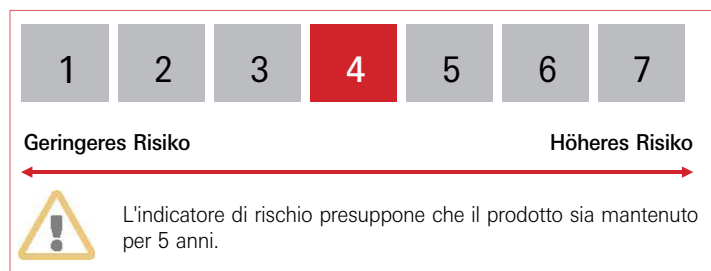 1 2 3 4 5 6 7
Geringeres Risiko Höheres Risiko
L'indicatore di rischio presuppone che il prodotto sia mantenuto
per 5 anni.